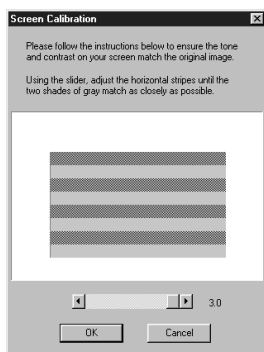 Screen Calibration
Please follow the instructions below to ensure the tone
and contrast on your screen match the original image.
Using the slider, adjust the horizontal stripes until the
two shades of gray match as closely as possible.
3.0
OK Cancel